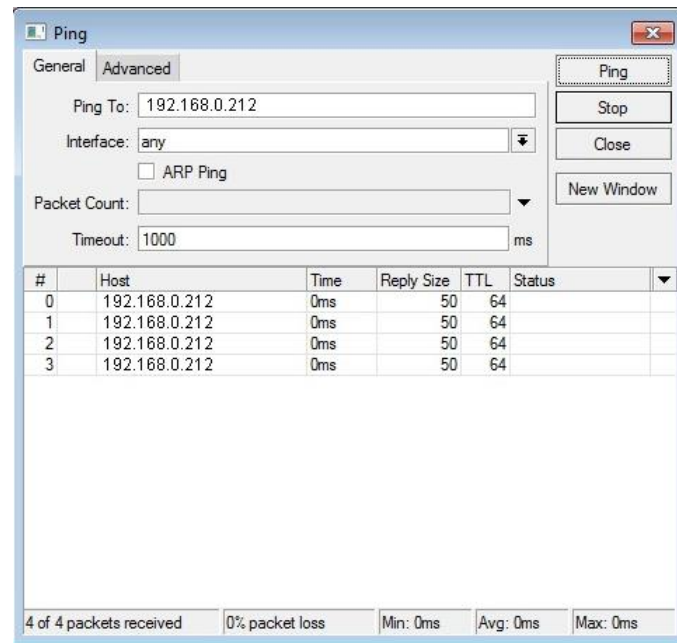 Ping
General Advanced Ping
Ping To: 192.168.0.212 Stop
Interface: any Close
ARP Ping
New Window
Packet Count:
Timeout: 1000 ms
# Host Time Reply Size TTL Status
0 192.168.0.212 0ms 50 64
1 192.168.0.212 0ms 50 64
2 192.168.0.212 0ms 50 64
3 192.168.0.212 0ms 50 64
4 of 4 packets received 0% packet loss Min: 0ms Avg: 0ms Max: 0ms